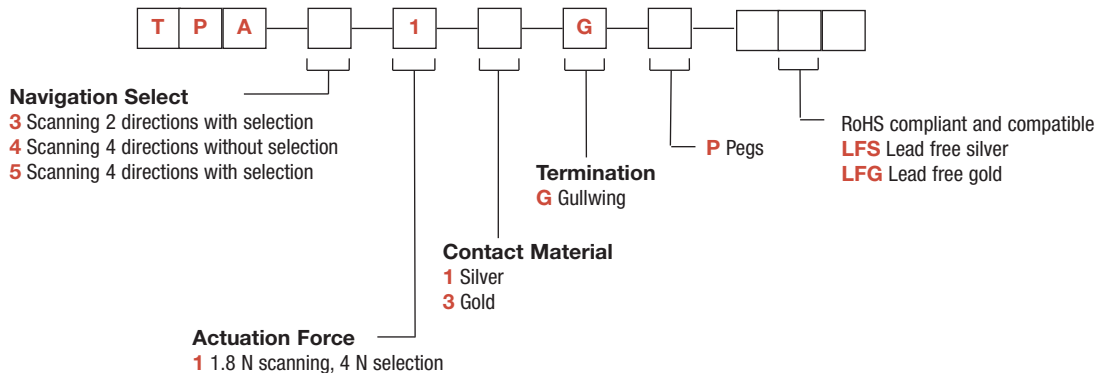 T P A 1 G
Navigation Select
3 Scanning 2 directions with selection
4 Scanning 4 directions without selection
5 Scanning 4 directions with selection
Actuation Force
1 1.8 N scanning, 4 N selection
Contact Material
1 Silver
3 Gold
Termination
G Gullwing
P Pegs
RoHS compliant and compatible
LFS Lead free silver
LFG Lead free gold